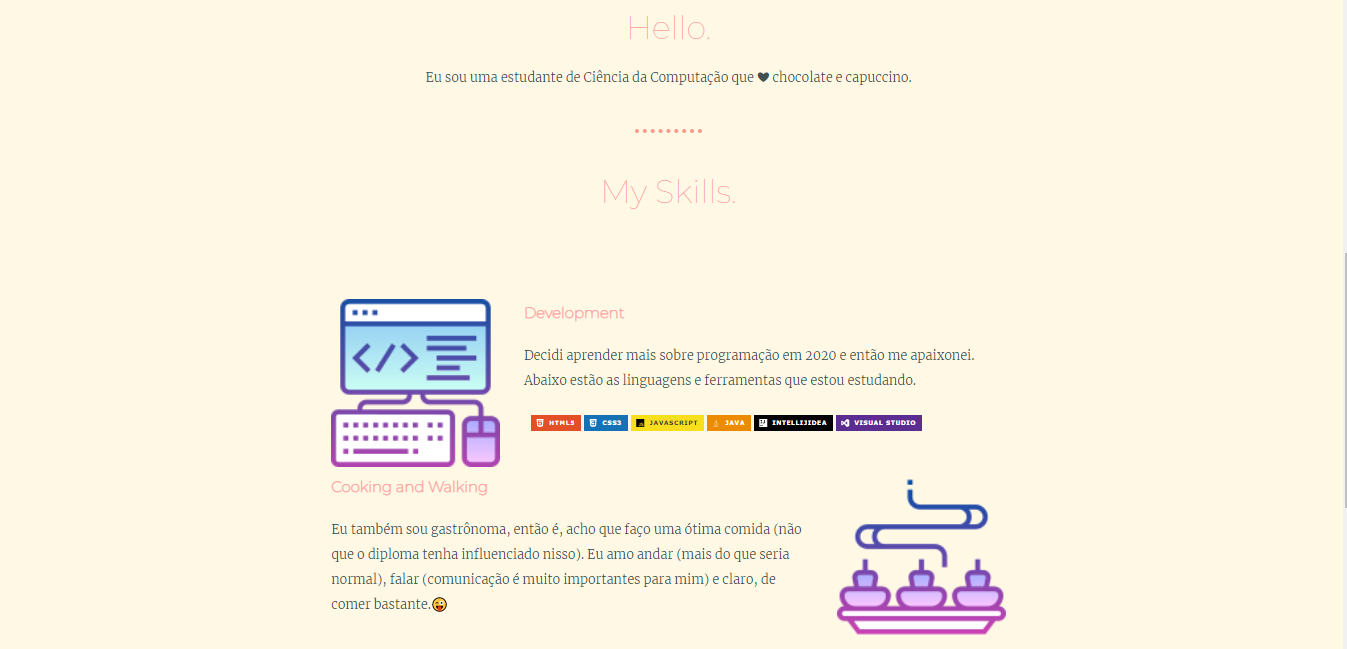 Hello.
Eu sou uma estudante de Ciência da Computação que ♥ chocolate e capuccino.
My Skills.
</>
Development
Decidi aprender mais sobre programação em 2020 e então me apaixonei.
Abaixo estão as linguagens e ferramentas que estou estudando.
HTML5 CSS3 JAVASCRIPT JAVA INTELLIJIDEA VISUAL STUDIO
Cooking and Walking
Eu também sou gastrônoma, então é, acho que faço uma ótima comida (não
que o diploma tenha influenciado nisso). Eu amo andar (mais do que seria
normal), falar (comunicação é muito importantes para mim) e claro, de
comer bastante.😜